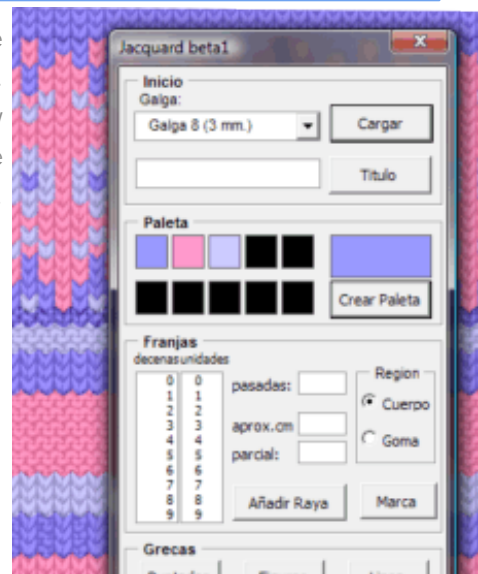 Jacquard beta1
Inicio
Galga:
Galga 8 (3 mm.)
Cargar
Titulo
Paleta
Crear Paleta
Franjas
decenas unidades
0 0
1 1
2 2
3 3
4 4
5 5
6 6
7 7
8 8
9 9
pasadas:
aprox.cm
parcial:
Region
Cuerpo
Goma
Añadir Raya
Marca
Grecas